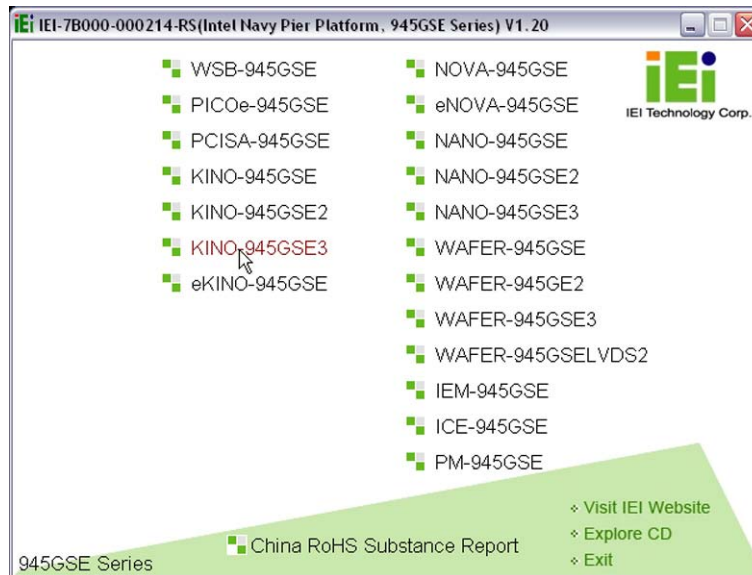 iEi IEI-7B000-000214-RS(Intel Navy Pier Platform, 945GSE Series) V1.20
WSB-945GSE
PICOe-945GSE
PCISA-945GSE
KINO-945GSE
KINO-945GSE2
KINO-945GSE3
eKINO-945GSE
NOVA-945GSE
eNOVA-945GSE
NANO-945GSE
NANO-945GSE2
NANO-945GSE3
WAFER-945GSE
WAFER-945GE2
WAFER-945GSE3
WAFER-945GSELVDS2
IEM-945GSE
ICE-945GSE
PM-945GSE
iEi
IEI Technology Corp.
Visit IEI Website
Explore CD
Exit
China RoHS Substance Report
945GSE Series